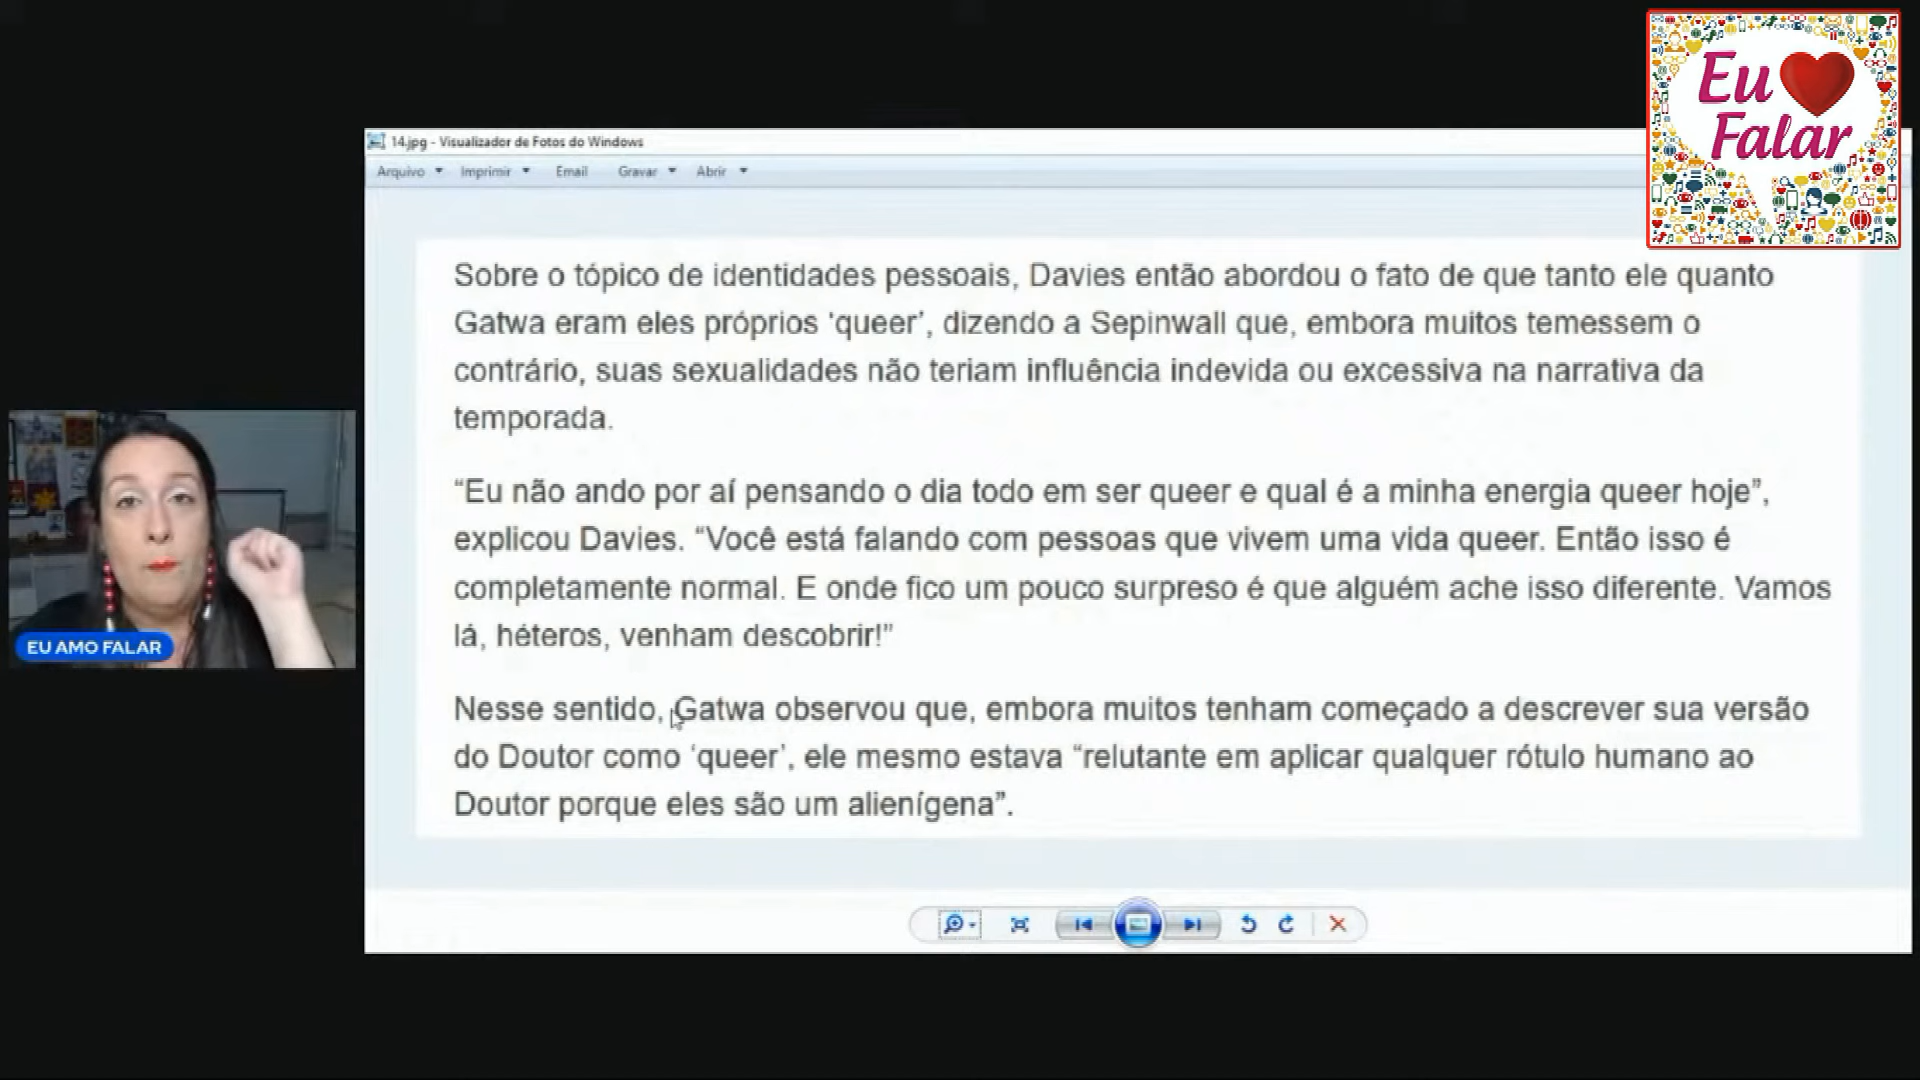 Eu
Falar
14.jpg - Visualizador de Fotos do Windows
Arquivo Imprimir Email Gravar Abrir
Sobre o tópico de identidades pessoais, Davies então abordou o fato de que tanto ele quanto
Gatwa eram eles próprios ‘queer’, dizendo a Sepinwall que, embora muitos temessem o
contrário, suas sexualidades não teriam influência indevida ou excessiva na narrativa da
temporada.
“Eu não ando por aí pensando o dia todo em ser queer e qual é a minha energia queer hoje”,
explicou Davies. “Você está falando com pessoas que vivem uma vida queer. Então isso é
completamente normal. E onde fico um pouco surpreso é que alguém ache isso diferente. Vamos
lá, héteros, venham descobrir!”
Nesse sentido, Gatwa observou que, embora muitos tenham começado a descrever sua versão
do Doutor como ‘queer’, ele mesmo estava “relutante em aplicar qualquer rótulo humano ao
Doutor porque eles são um alienígena”.
EU AMO FALAR